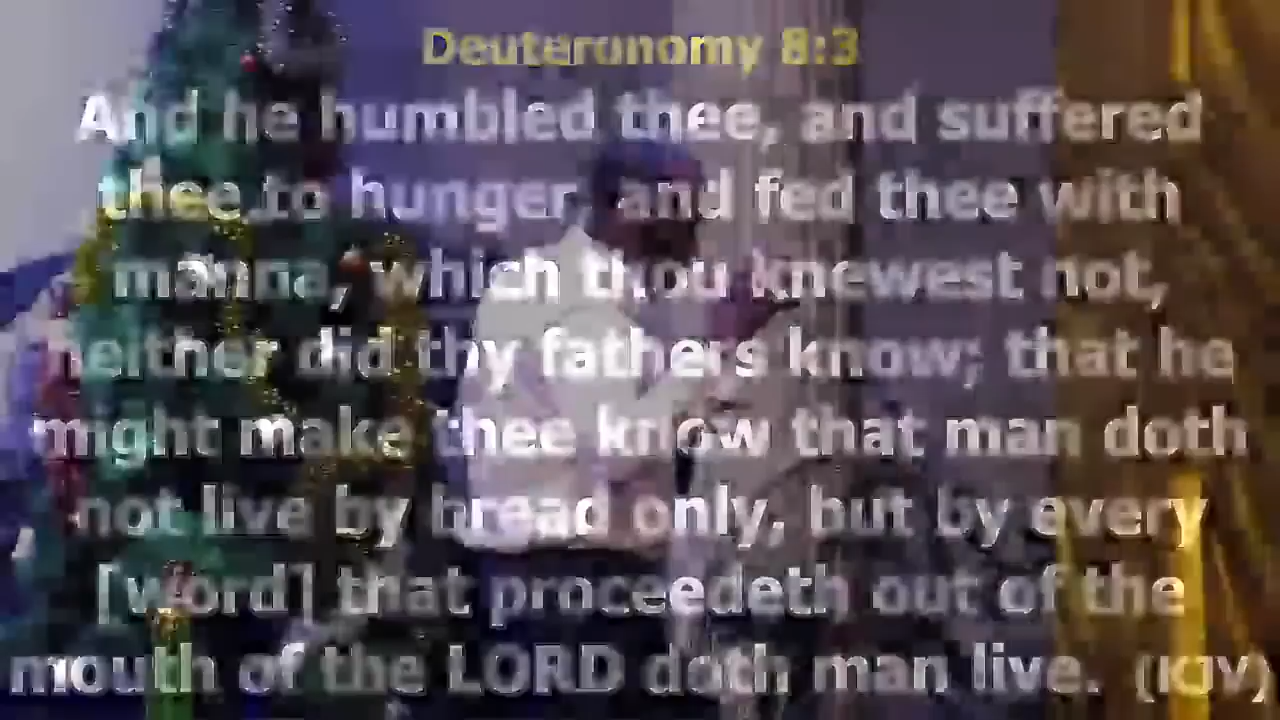 Deuteronomy 8:3
And he humbled thee, and suffered
thee to hunger, and fed thee with
manna, which thou knewest not,
neither did thy fathers know; that he
might make thee know that man doth
not live by bread only, but by every
[word] that proceedeth out of the
mouth of the LORD doth man live. (KJV)